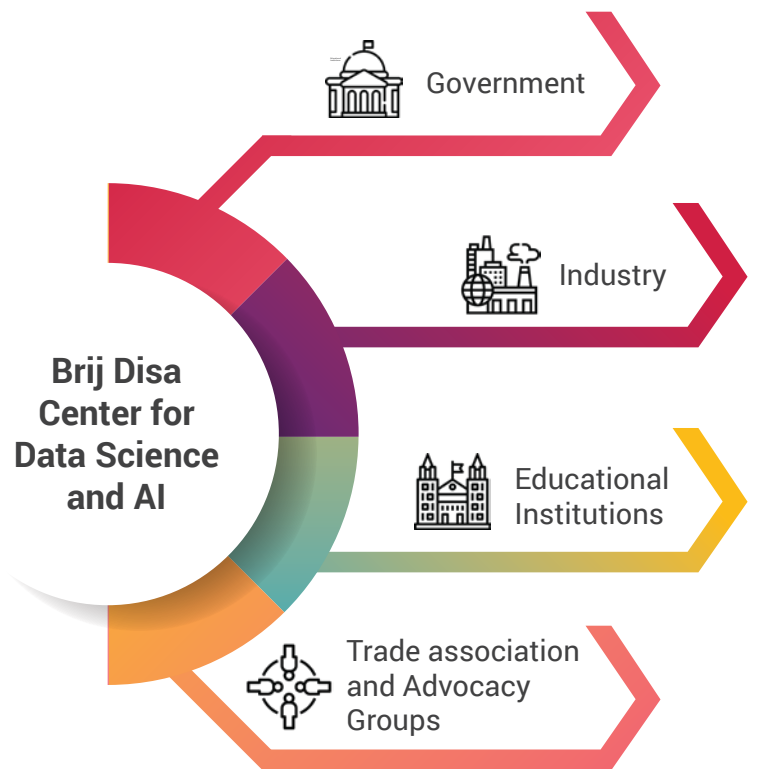 Government
Industry
Brij Disa
Center for
Data Science
and AI
Educational
Institutions
Trade association
and Advocacy
Groups